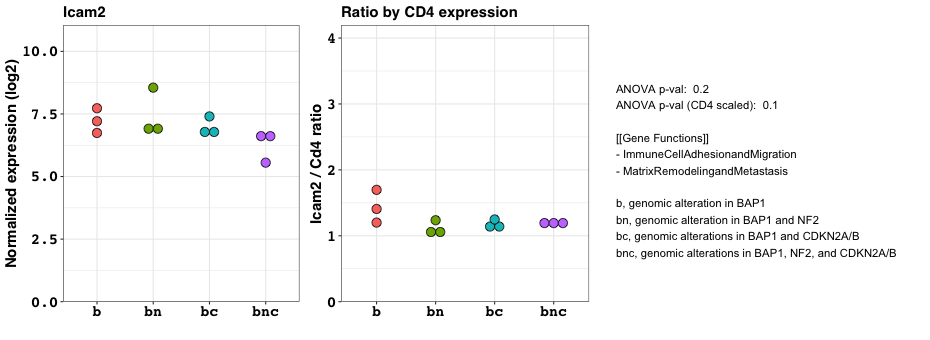 Icam2
Normalized expression (log2)
10.0
7.5
5.0
2.5
0.0
b bn bc bnc
Ratio by CD4 expression
Icam2 / Cd4 ratio
4
3
2
1
0
b bn bc bnc
ANOVA p-val: 0.2
ANOVA p-val (CD4 scaled): 0.1
[[Gene Functions]]
- ImmuneCellAdhesionandMigration
- MatrixRemodelingandMetastasis
b, genomic alteration in BAP1
bn, genomic alteration in BAP1 and NF2
bc, genomic alterations in BAP1 and CDKN2A/B
bnc, genomic alterations in BAP1, NF2, and CDKN2A/B